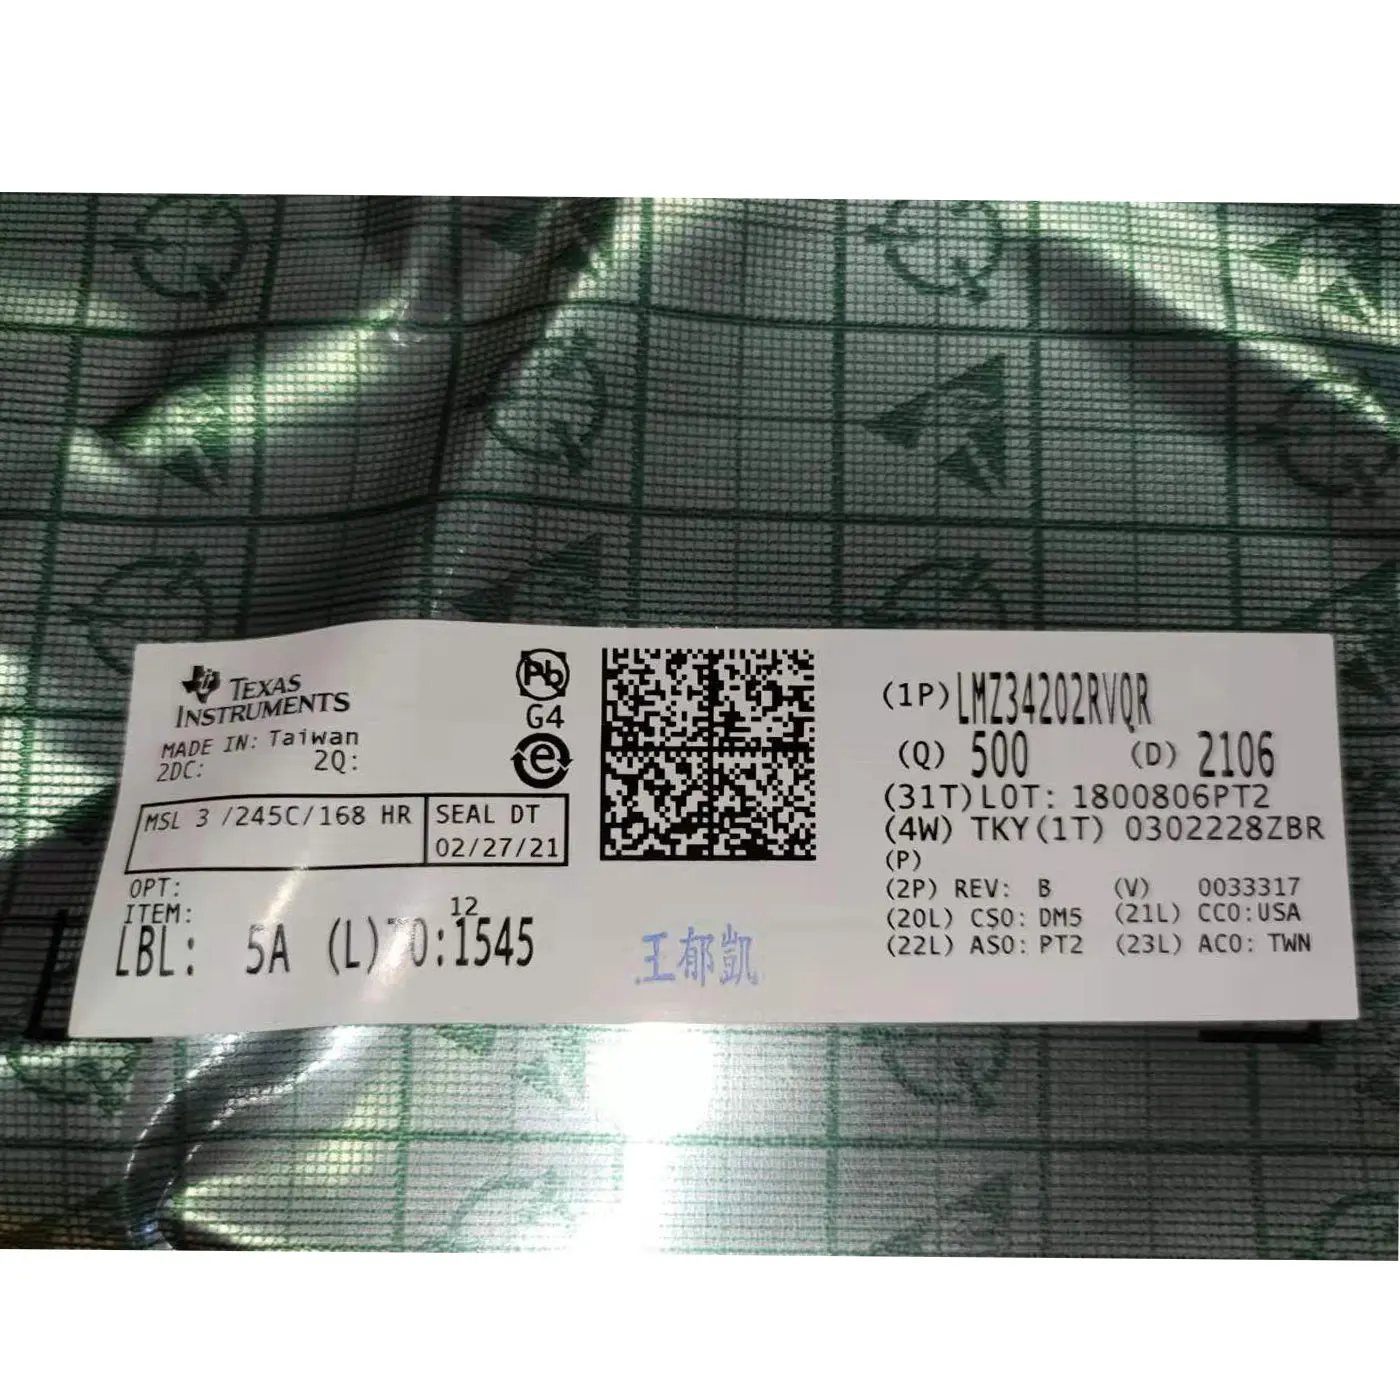 TEXAS
INSTRUMENTS
MADE IN: Taiwan
2DC: 2Q:
MSL 3 /245C/168 HR
SEAL DT
02/27/21
OPT:
ITEM:
12
LBL: 5A (L)TO:1545
Pb
G4
e
王郁凯
(1P) LMZ34202RVQR
(Q) 500 (D) 2106
(31T)LOT: 1800806PT2
(4W) TKY(1T) 0302228ZBR
(P)
(2P) REV: B (V) 0033317
(20L) CSO: DM5 (21L) CCO:USA
(22L) ASO: PT2 (23L) ACO: TWN